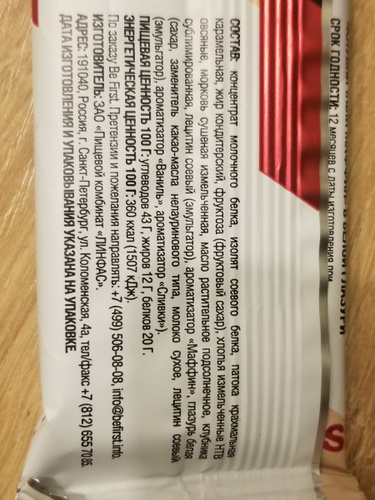 В БЕЛОЙ ГЛАЗУРИ
СРОК ГОДНОСТИ: 12 месяцев с даты изготовления при
СОСТАВ: концентрат молочного белка, изолят соевого белка, патока крахмальная
карамельная, жир кондитерский, фруктоза (фруктовый сахар), хлопья измельченные НТВ
овсяные, морковь сушеная измельченная, масло растительное подсолнечное, клубника
сублимированная, лецитин соевый (эмульгатор), ароматизатор «Маффин», глазурь белая
(сахар, заменитель какао-масла нелауринового типа, молоко сухое, лецитин соевый
(эмульгатор), ароматизатор «Ваниль», ароматизатор «Сливки»).
ПИЩЕВАЯ ЦЕННОСТЬ 100 Г: углеводов 43 Г, жиров 12 Г, белков 20 Г.
ЭНЕРГЕТИЧЕСКАЯ ЦЕННОСТЬ 100 Г: 360 ккал (1507 кДж).
По заказу Be First. Претензии и пожелания направлять: +7 (499) 506-08-08, info@befirst.info.
ИЗГОТОВИТЕЛЬ: ЗАО «Пищевой комбинат «ЛИНФАС».
АДРЕС: 191040, Россия, г. Санкт-Петербург, ул. Коломенская, 4а, тел/факс:+7 (812) 655 70 85.
ДАТА ИЗГОТОВЛЕНИЯ И УПАКОВЫВАНИЯ УКАЗАНА НА УПАКОВКЕ
S